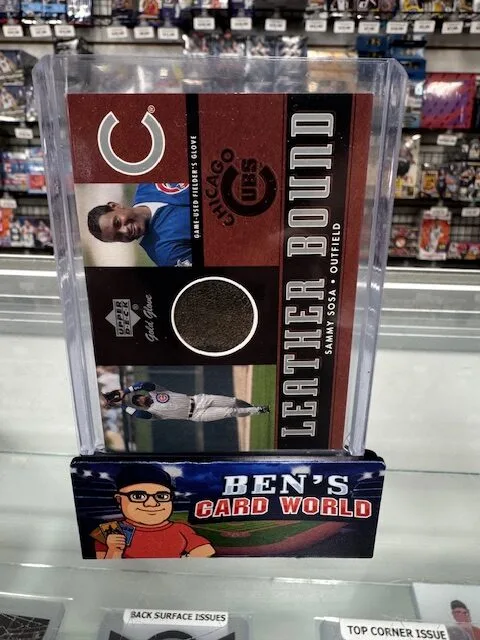 C
GAME-USED FIELDER'S GLOVE
CHICAGO
CUBS
LEATHER BOUND
SAMMY SOSA • OUTFIELD
UPPER DECK
Gold Glove
BEN'S
CARD WORLD
BACK SURFACE ISSUES
TOP CORNER ISSUE